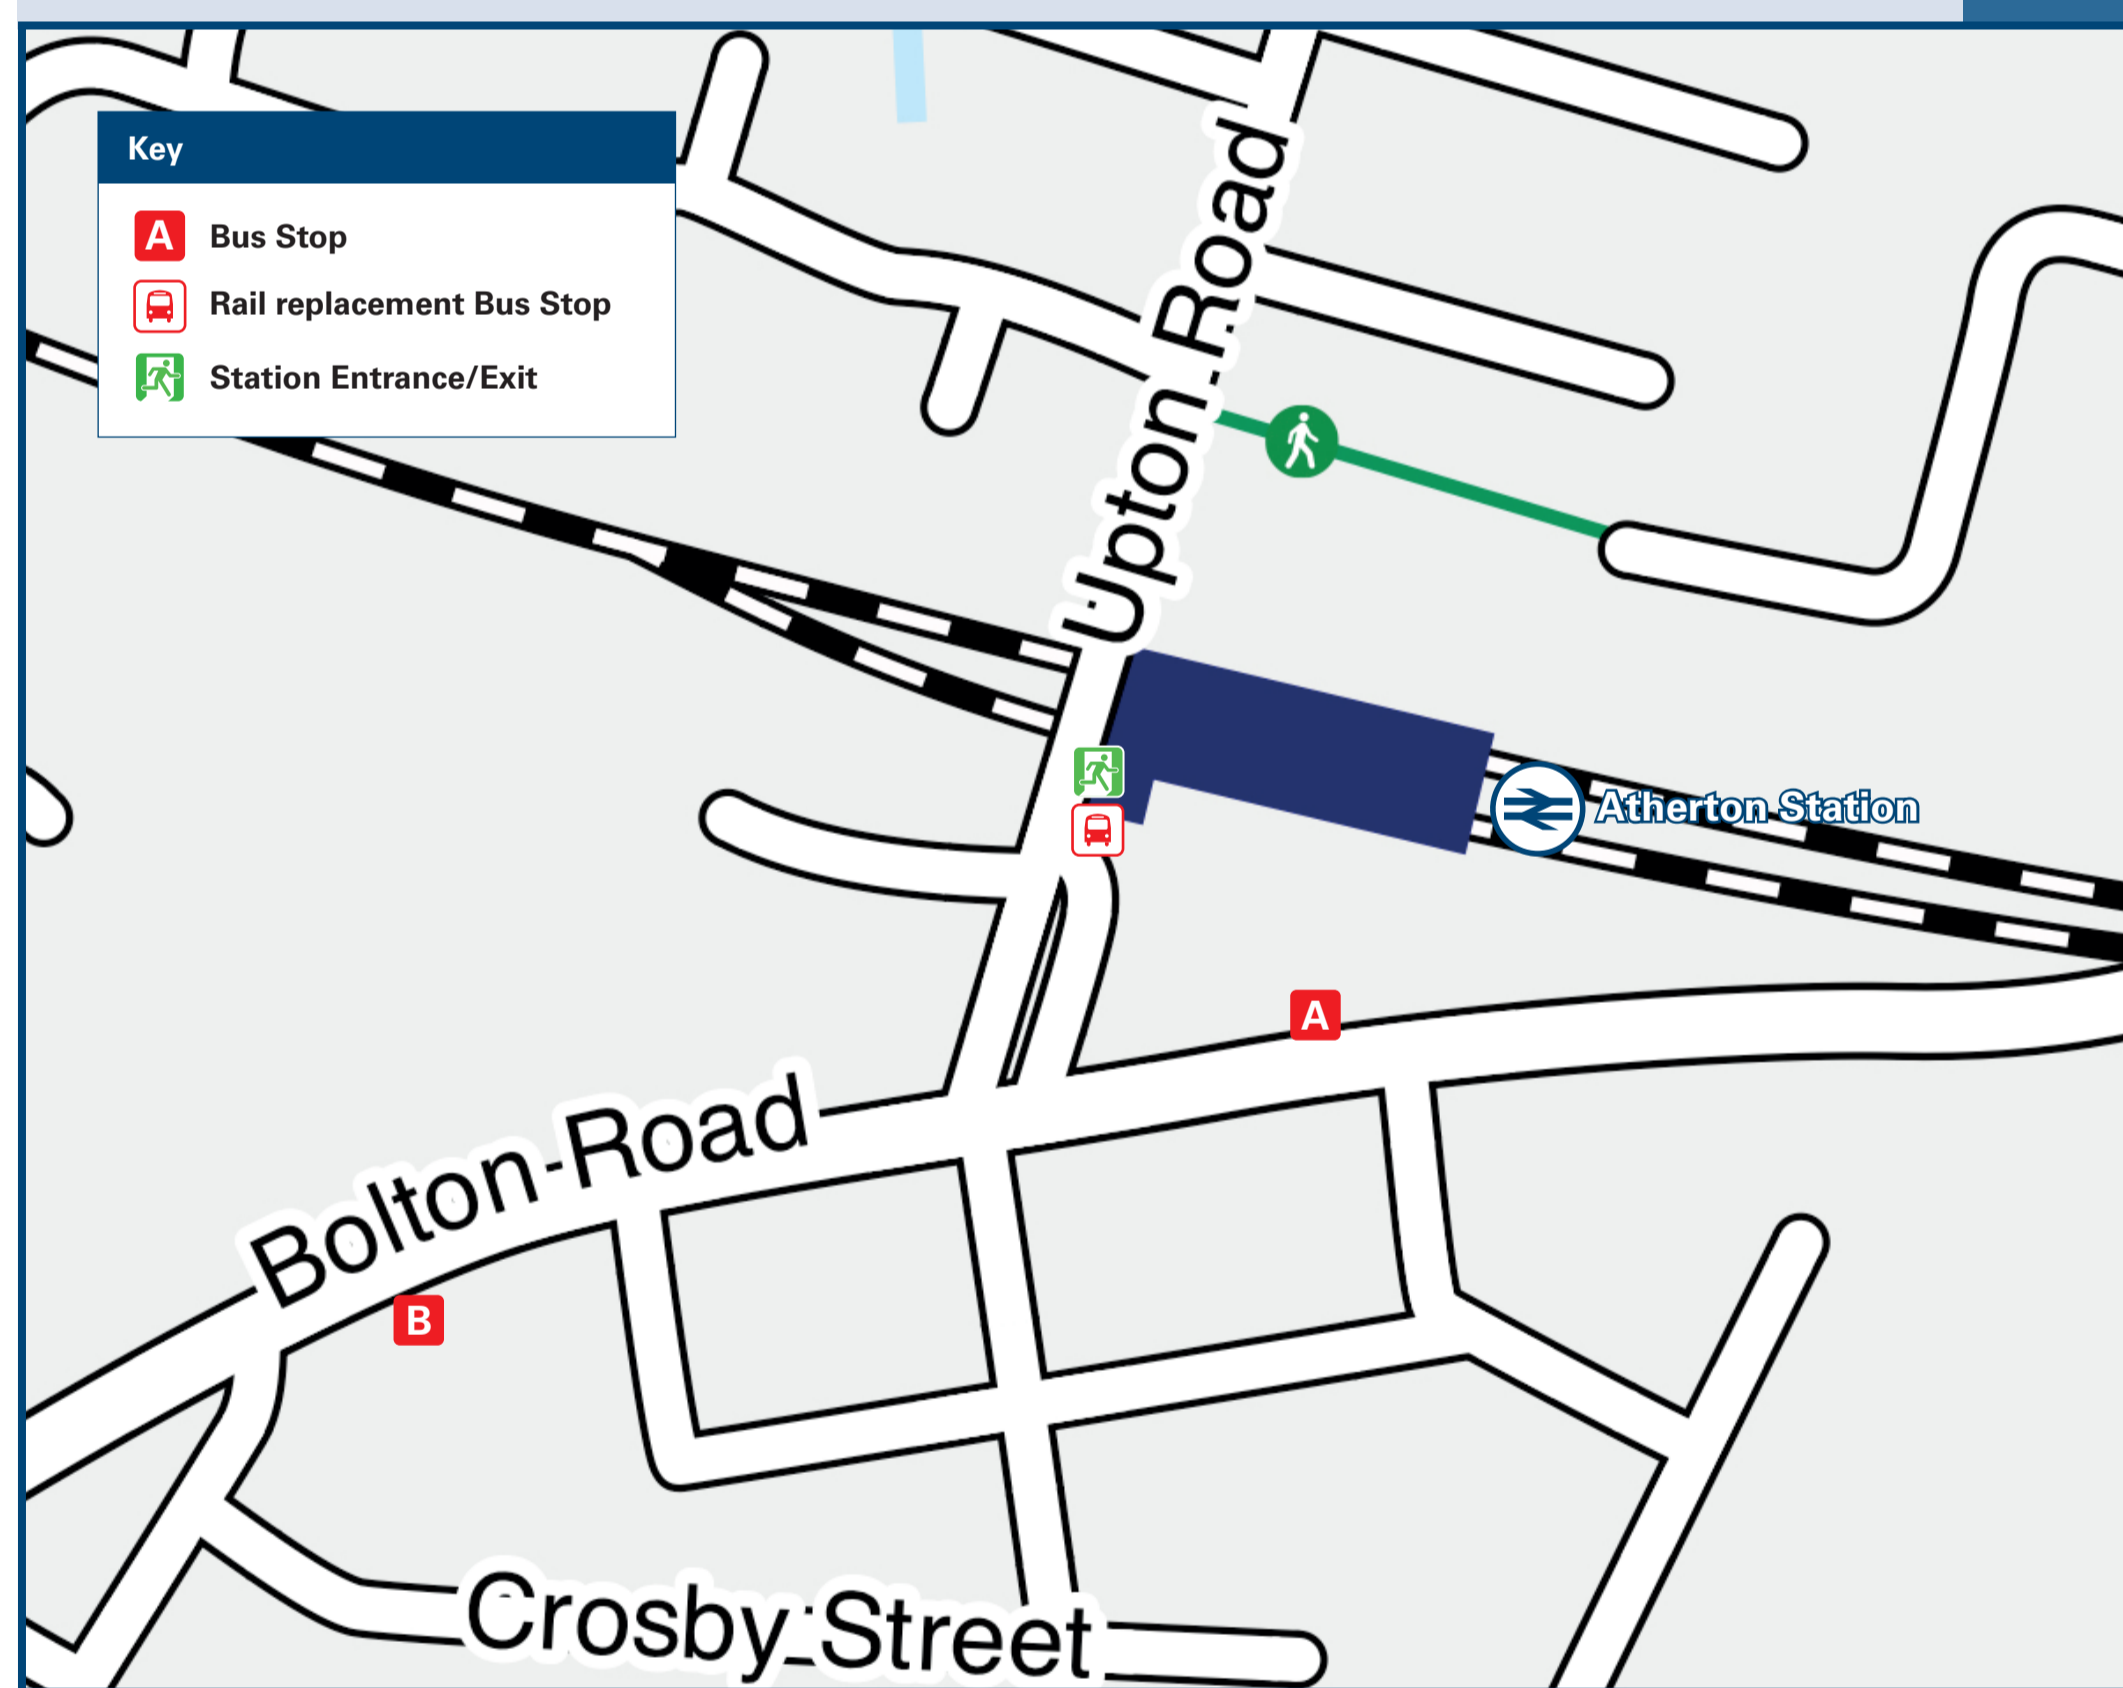 Key
A Bus Stop
Rail replacement Bus Stop
Station Entrance/Exit
Upton Road
Atherton Station
A
Bolton Road
B
Crosby Street